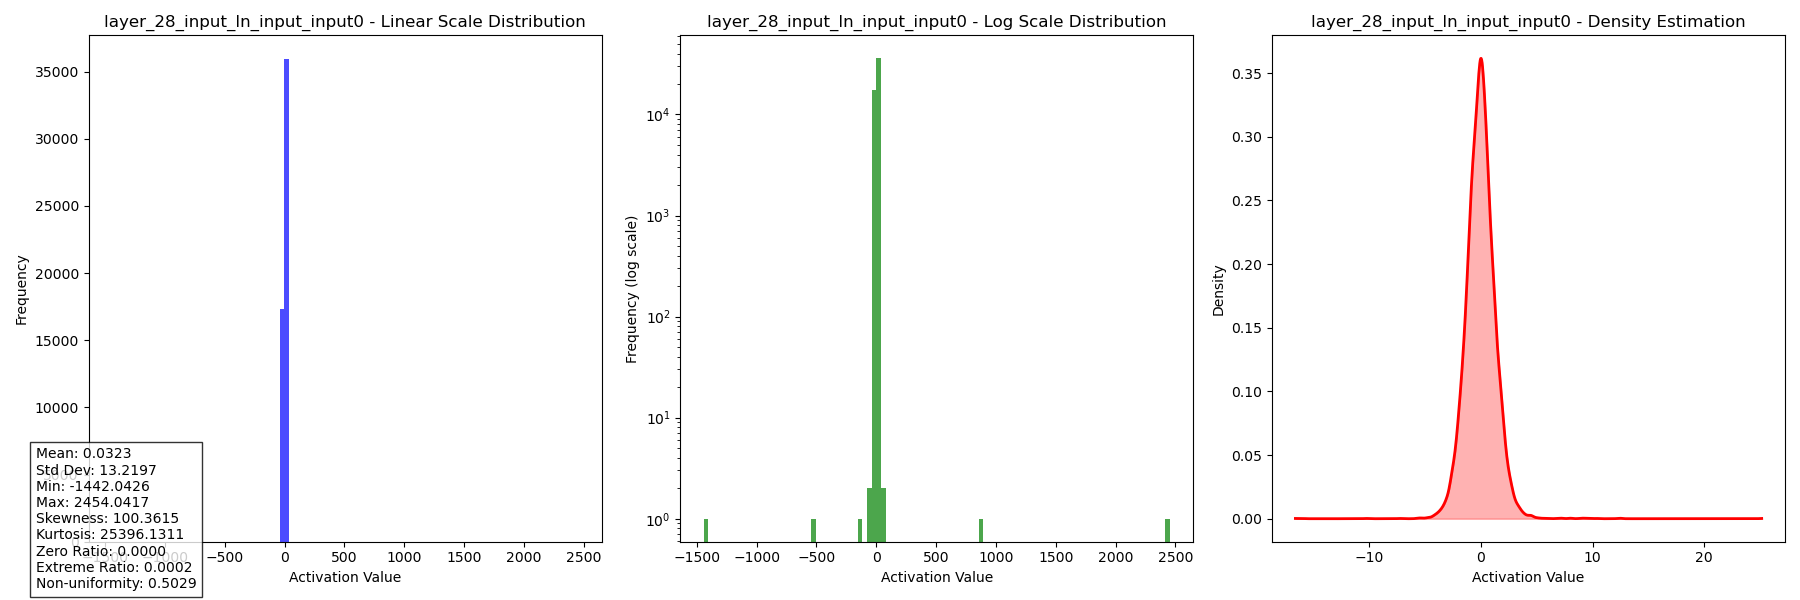 layer_28_input_ln_input_input0 - Linear Scale Distribution
Frequency
35000
30000
25000
20000
15000
10000
5000
0
-1500
−1000
−500
0
500
1000
1500
2000
2500
Activation Value
Mean: 0.0323
Std Dev: 13.2197
Min: -1442.0426
Max: 2454.0417
Skewness: 100.3615
Kurtosis: 25396.1311
Zero Ratio: 0.0000
Extreme Ratio: 0.0002
Non-uniformity: 0.5029
layer_28_input_ln_input_input0 - Log Scale Distribution
Frequency (log scale)
10⁴
10³
10²
10¹
10⁰
−1500
−1000
−500
0
500
1000
1500
2000
2500
Activation Value
layer_28_input_ln_input_input0 - Density Estimation
Density
0.35
0.30
0.25
0.20
0.15
0.10
0.05
0.00
−10
0
10
20
Activation Value